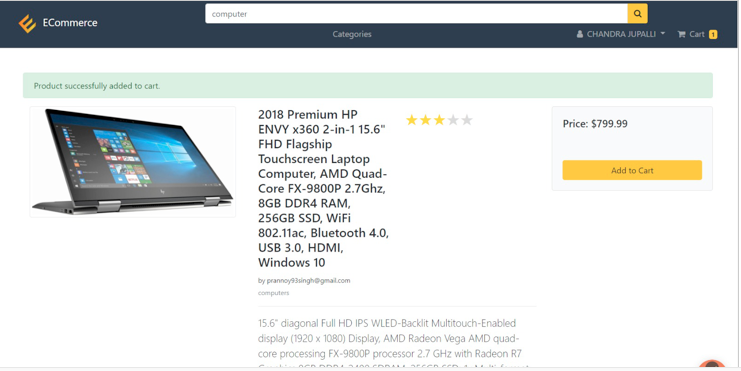 computer
ECommerce
Categories
CHANDRA JUPALLI
Cart 1
Product successfully added to cart.
2018 Premium HP
ENVY x360 2-in-1 15.6"
FHD Flagship
Touchscreen Laptop
Computer, AMD Quad-
Core FX-9800P 2.7Ghz,
8GB DDR4 RAM,
256GB SSD, WiFi
802.11ac, Bluetooth 4.0,
USB 3.0, HDMI,
Windows 10
by prannoy93singh@gmail.com
computers
Price: $799.99
Add to Cart
15.6" diagonal Full HD IPS WLED-Backlit Multitouch-Enabled
display (1920 x 1080) Display, AMD Radeon Vega AMD quad-
core processing FX-9800P processor 2.7 GHz with Radeon R7